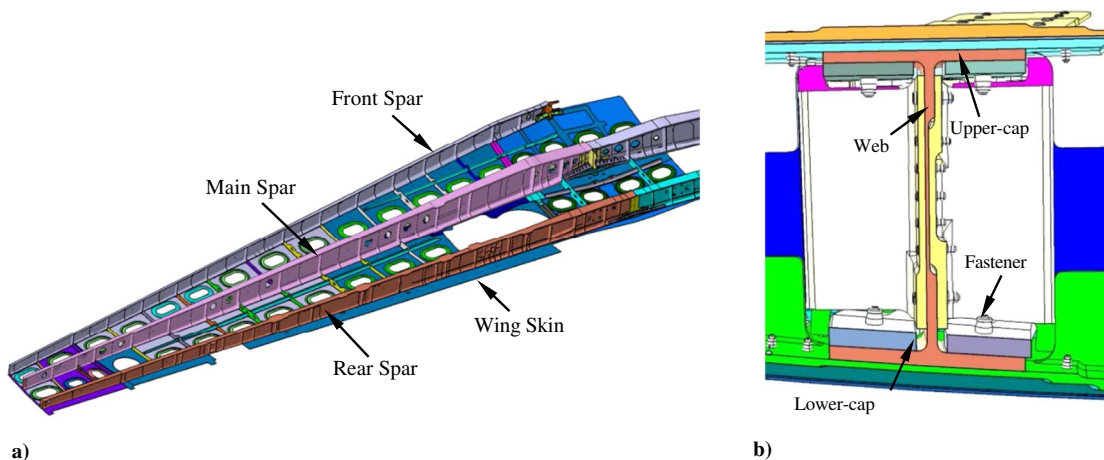 Front Spar
Main Spar
Wing Skin
Rear Spar
a)
Upper-cap
Web
Fastener
Lower-cap
b)